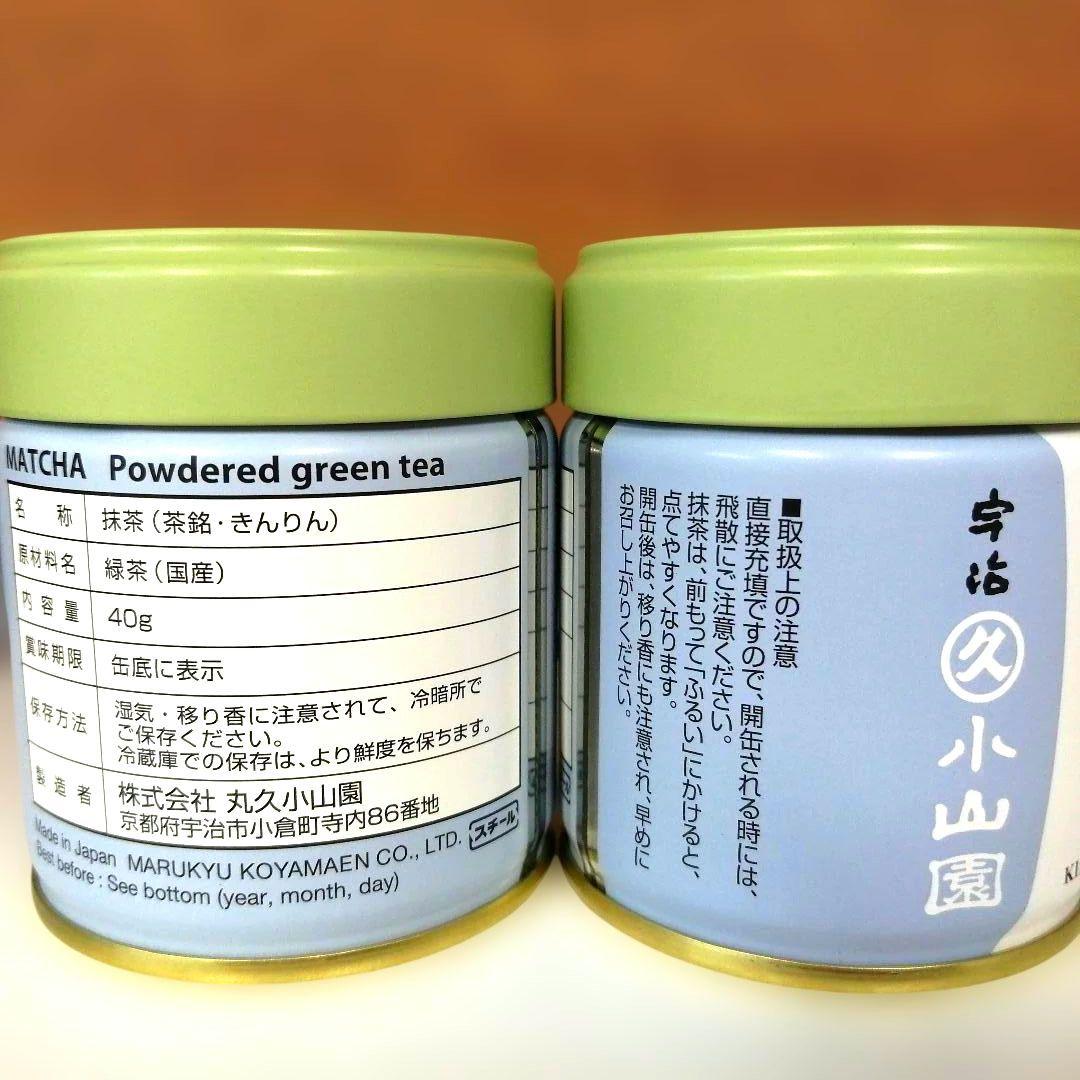 MATCHA Powdered green tea
名称 抹茶（茶銘・きんりん）
原材料名 緑茶（国産）
内容量 40g
賞味期限 缶底に表示
保存方法 湿気・移り香に注意されて、冷暗所で
ご保存ください。
冷蔵庫での保存は、より鮮度を保ちます。
製造者 株式会社 丸久小山園
京都府宇治市小倉町寺内86番地
Made in Japan MARUKYU KOYAMAEN CO., LTD.
スチール
Best before : See bottom (year, month, day)
■取扱上の注意
直接充填ですので、開缶される時には、
飛散にご注意ください。
抹茶は、前もって「ふるい」にかけると、
点てやすくなります。
開缶後は、移り香にも注意され、早めに
お召し上がりください。
宇治
久
小山園